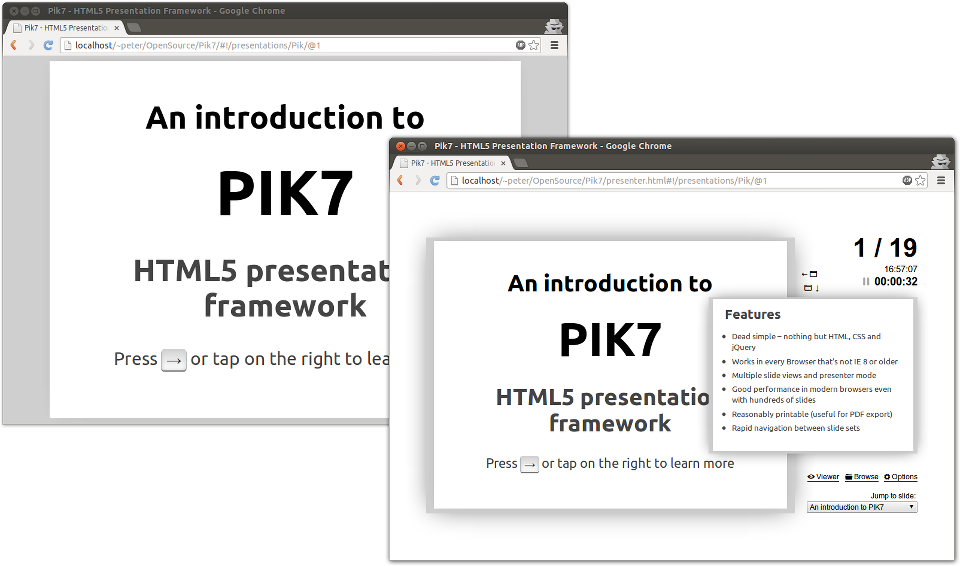 Pik7 - HTML5 Presentation Framework - Google Chrome
Pik7 - HTML5 Presentatio
localhost/~peter/OpenSource/Pik7/#!/presentations/Pik/@1
An introduction to
PIK7
HTML5 presentat
framework
Press → or tap on the right to lea
Pik7 - HTML5 Presentation Framework - Google Chrome
Pik7 - HTML5 Presentatio
localhost/~peter/OpenSource/Pik7/presenter.html#!/presentations/Pik/@1
An introduction to
PIK7
HTML5 presentatio
framework
Press → or tap on the right to learn more
1 / 19
16:57:07
00:00:32
Features
• Dead simple – nothing but HTML, CSS and
jQuery
• Works in every Browser that's not IE 8 or older
• Multiple slide views and presenter mode
• Good performance in modern browsers even
with hundreds of slides
• Reasonably printable (useful for PDF export)
• Rapid navigation between slide sets
Viewer Browse Options
Jump to slide:
An introduction to PIK7